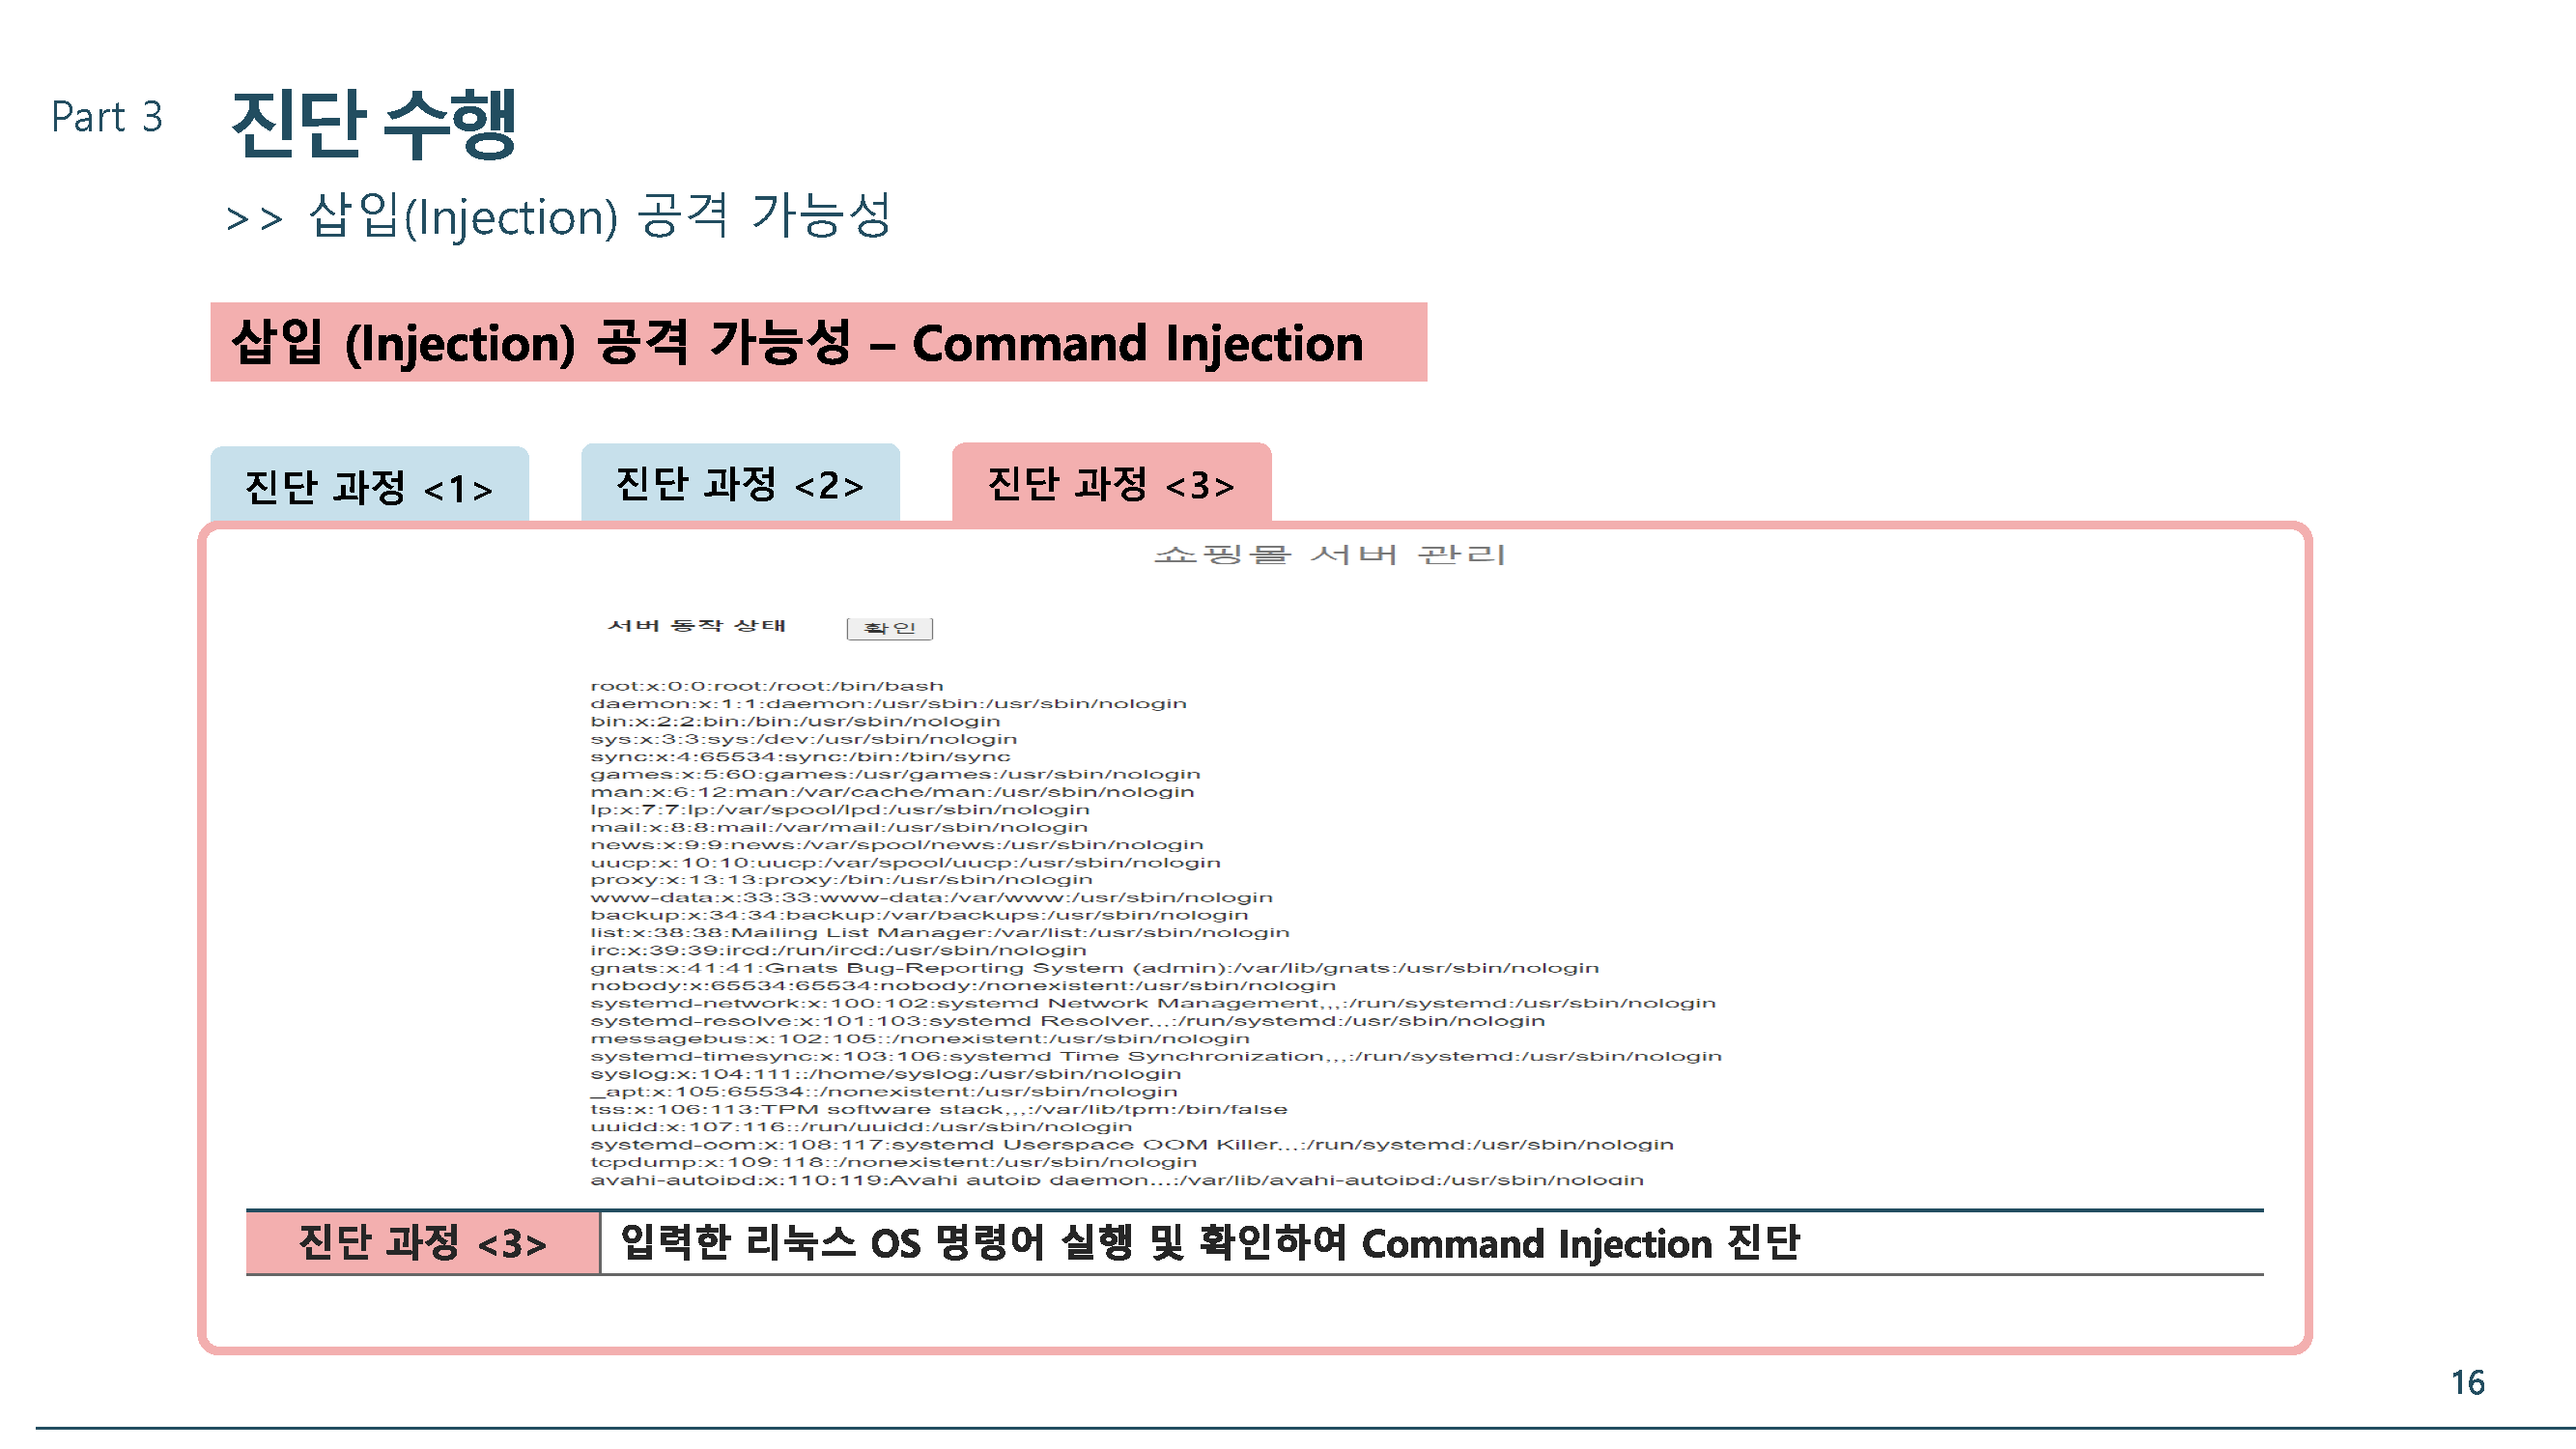 Part 3 진단 수행
>> 삽입(Injection) 공격 가능성
삽입 (Injection) 공격 가능성 – Command Injection
진단 과정 <1> 진단 과정 <2> 진단 과정 <3>
쇼핑몰 서버 관리
서버 동작 상태 확인
root:x:0:0:root:/root:/bin/bash
daemon:x:1:1:daemon:/usr/sbin:/usr/sbin/nologin
bin:x:2:2:bin:/bin:/usr/sbin/nologin
sys:x:3:3:sys:/dev:/usr/sbin/nologin
sync:x:4:65534:sync:/bin:/bin/sync
games:x:5:60:games:/usr/games:/usr/sbin/nologin
man:x:6:12:man:/var/cache/man:/usr/sbin/nologin
lp:x:7:7:lp:/var/spool/lpd:/usr/sbin/nologin
mail:x:8:8:mail:/var/mail:/usr/sbin/nologin
news:x:9:9:news:/var/spool/news:/usr/sbin/nologin
uucp:x:10:10:uucp:/var/spool/uucp:/usr/sbin/nologin
proxy:x:13:13:proxy:/bin:/usr/sbin/nologin
www-data:x:33:33:www-data:/var/www:/usr/sbin/nologin
backup:x:34:34:backup:/var/backups:/usr/sbin/nologin
list:x:38:38:Mailing List Manager:/var/list:/usr/sbin/nologin
irc:x:39:39:ircd:/run/ircd:/usr/sbin/nologin
gnats:x:41:41:Gnats Bug-Reporting System (admin):/var/lib/gnats:/usr/sbin/nologin
nobody:x:65534:65534:nobody:/nonexistent:/usr/sbin/nologin
systemd-network:x:100:102:systemd Network Management,,,:/run/systemd:/usr/sbin/nologin
systemd-resolve:x:101:103:systemd Resolver,,,:/run/systemd:/usr/sbin/nologin
messagebus:x:102:105::/nonexistent:/usr/sbin/nologin
systemd-timesync:x:103:106:systemd Time Synchronization,,,:/run/systemd:/usr/sbin/nologin
syslog:x:104:111::/home/syslog:/usr/sbin/nologin
_apt:x:105:65534::/nonexistent:/usr/sbin/nologin
tss:x:106:113:TPM software stack,,,:/var/lib/tpm:/bin/false
uuidd:x:107:116::/run/uuidd:/usr/sbin/nologin
systemd-oom:x:108:117:systemd Userspace OOM Killer,,,:/run/systemd:/usr/sbin/nologin
tcpdump:x:109:118::/nonexistent:/usr/sbin/nologin
avahi-autoipd:x:110:119:Avahi autoip daemon,,,:/var/lib/avahi-autoipd:/usr/sbin/nologin
진단 과정 <3> 입력한 리눅스 OS 명령어 실행 및 확인하여 Command Injection 진단
16